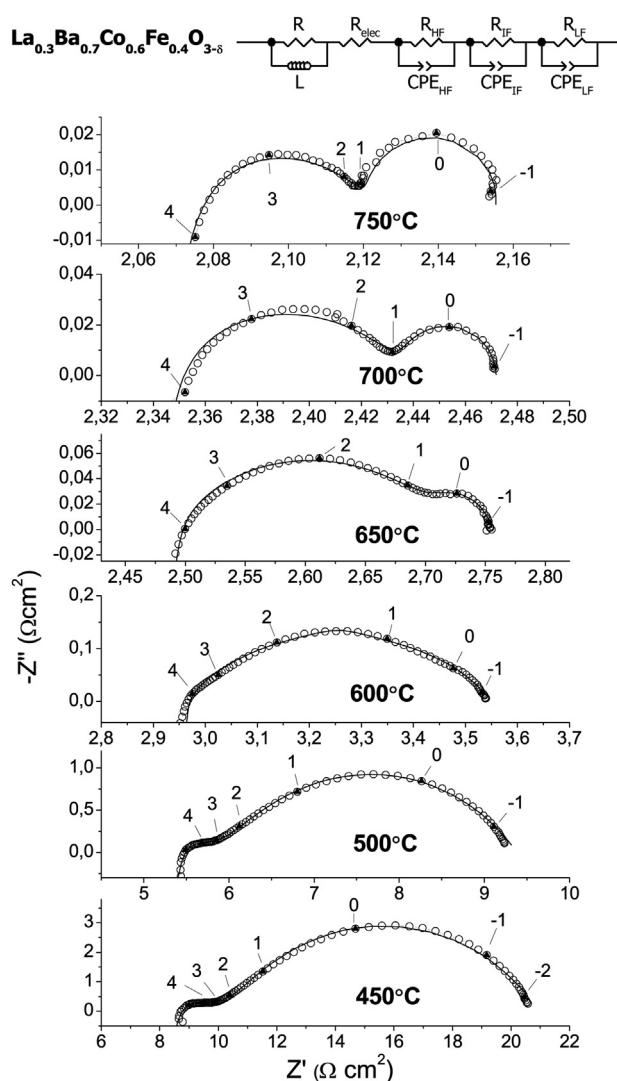 La0.3Ba0.7Co0.6Fe0.4O3-δ
R Relec RHF RIF RLF
L CPEHF CPEIF CPELF
0,02
0,01
0,00
-0,01
4 3 2 1 0 -1
750°C
2,06 2,08 2,10 2,12 2,14 2,16
0,04
0,02
0,00
4 3 2 1 0 -1
700°C
2,32 2,34 2,36 2,38 2,40 2,42 2,44 2,46 2,48 2,50
0,06
0,04
0,02
0,00
-0,02
4 3 2 1 0 -1
650°C
2,45 2,50 2,55 2,60 2,65 2,70 2,75 2,80
-Z'' (Ωcm2)
0,2
0,1
0,0
4 3 2 1 0 -1
600°C
2,8 2,9 3,0 3,1 3,2 3,3 3,4 3,5 3,6 3,7
1,0
0,5
0,0
4 3 2 1 0 -1
500°C
5 6 7 8 9 10
3
2
1
0
4 3 2 1 0 -1 -2
450°C
6 8 10 12 14 16 18 20 22
Z' (Ω cm2)